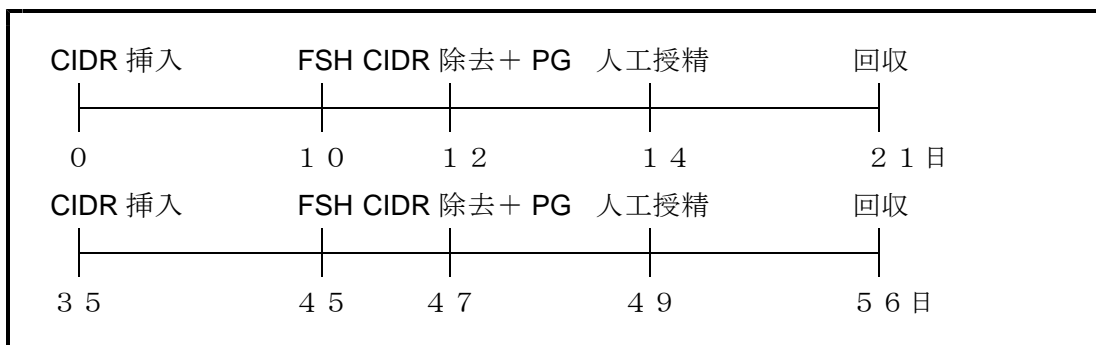 CIDR 挿入 FSH CIDR 除去＋ PG 人工授精 回収
０ １０ １２ １４ ２１日
CIDR 挿入 FSH CIDR 除去＋ PG 人工授精 回収
３５ ４５ ４７ ４９ ５６日